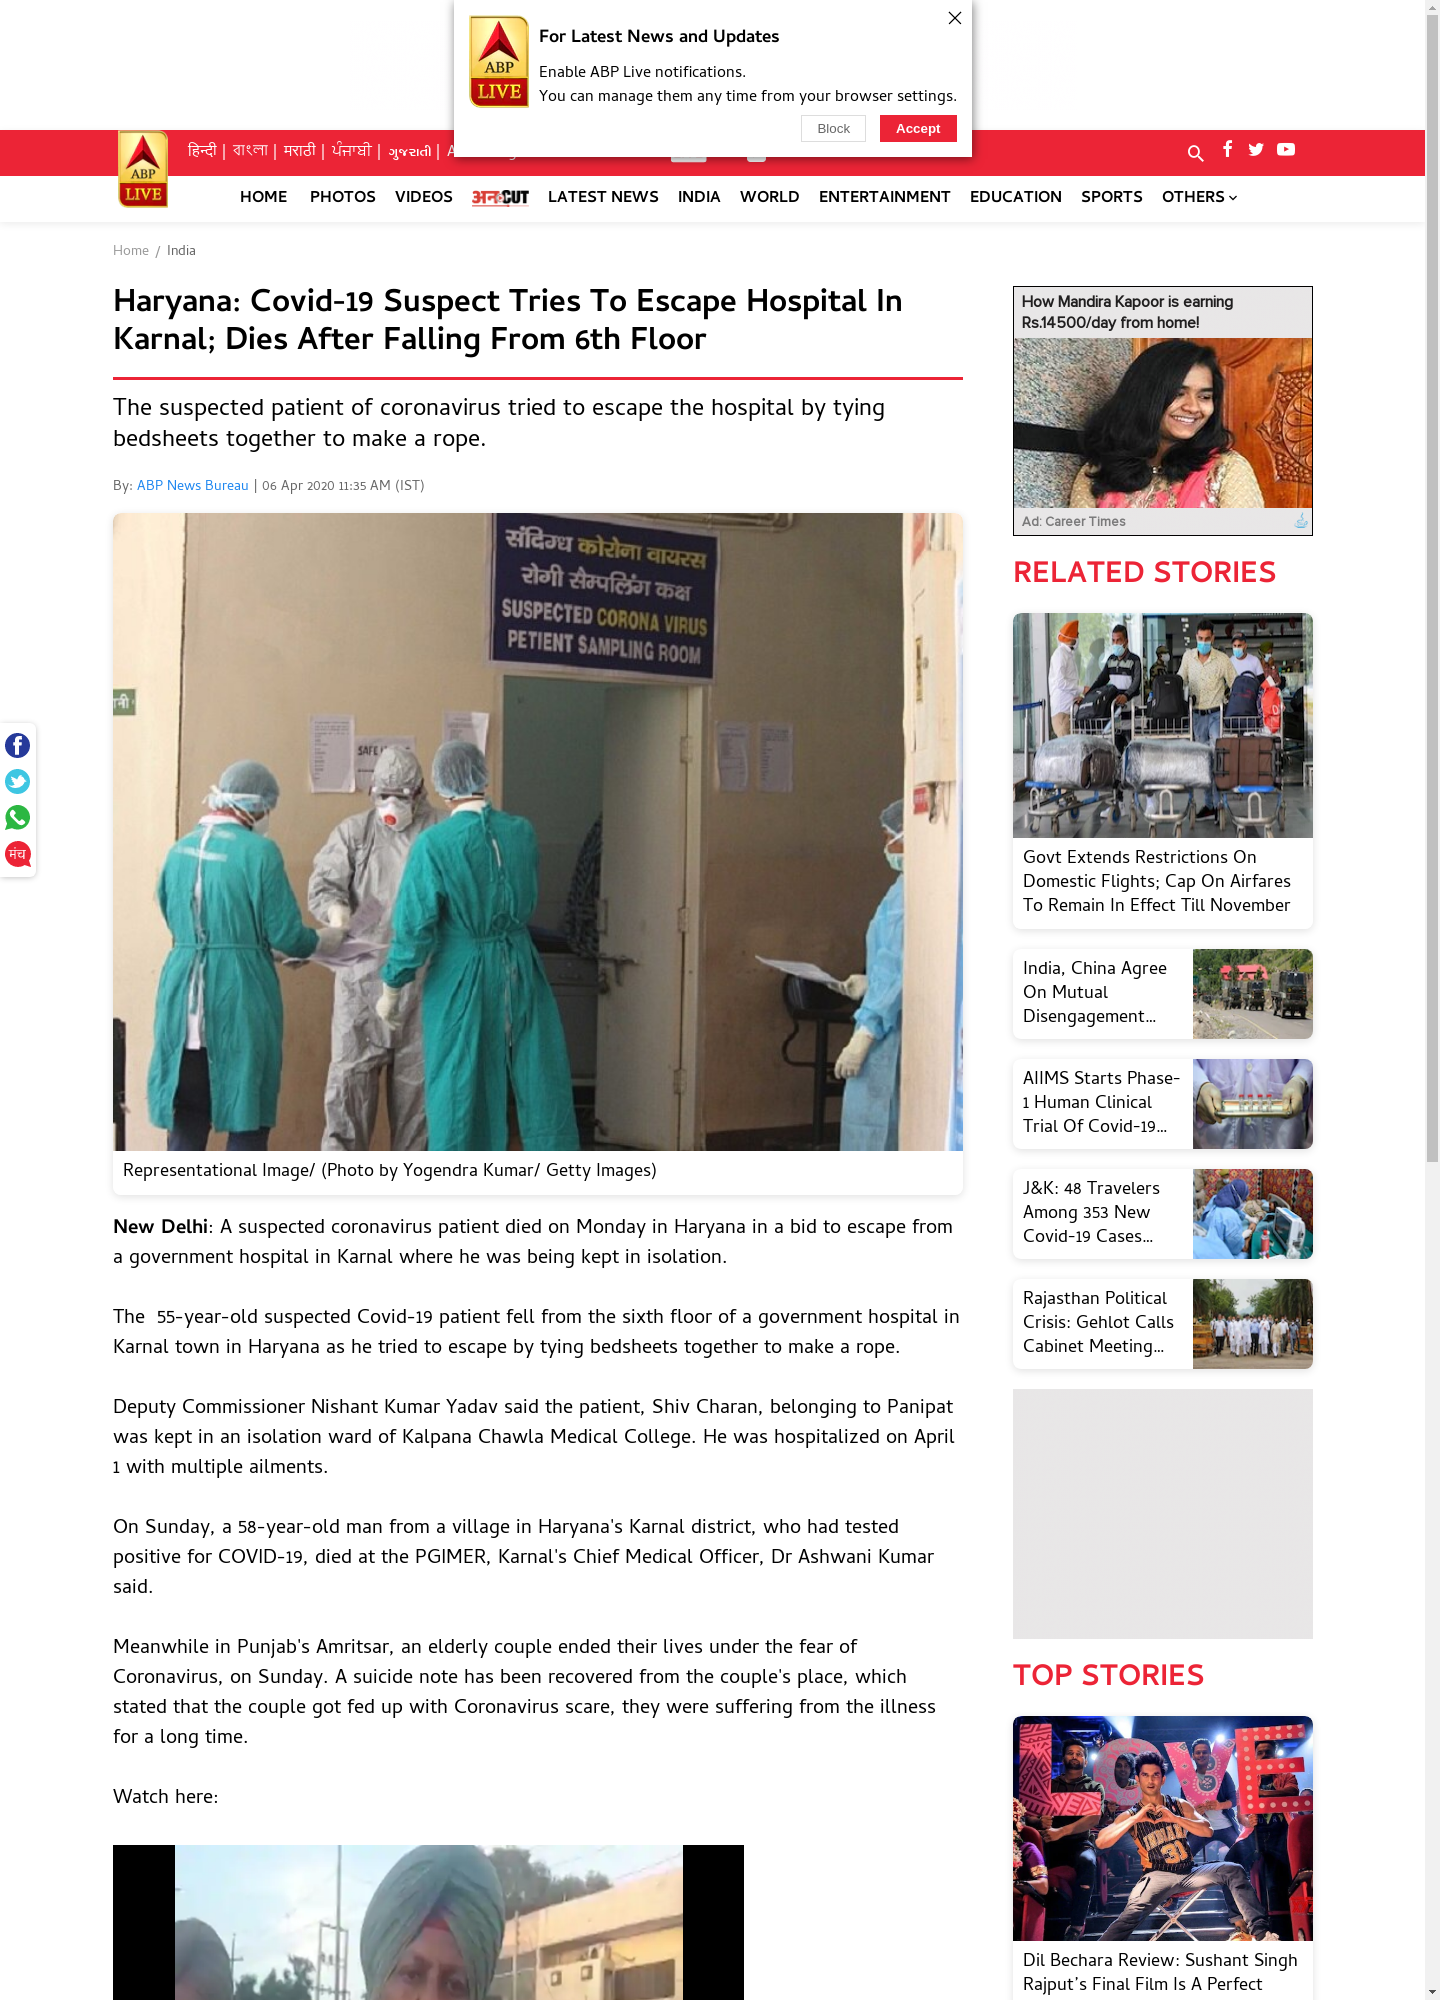 ABP
LIVE
For Latest News and Updates
Enable ABP Live notifications.
You can manage them any time from your browser settings.
Block
Accept
हिन्दी | বাংলা | मराठी | ਪੰਜਾਬੀ | ગુજરાતી |
ABP
LIVE
HOME PHOTOS VIDEOS अनCUT LATEST NEWS INDIA WORLD ENTERTAINMENT EDUCATION SPORTS OTHERS
Home / India
Haryana: Covid-19 Suspect Tries To Escape Hospital In
Karnal; Dies After Falling From 6th Floor
The suspected patient of coronavirus tried to escape the hospital by tying
bedsheets together to make a rope.
By: ABP News Bureau | 06 Apr 2020 11:35 AM (IST)
संदिग्ध कोरोना वायरस
रोगी सैम्पलिंग कक्ष
SUSPECTED CORONA VIRUS
PETIENT SAMPLING ROOM
मंच
Representational Image/ (Photo by Yogendra Kumar/ Getty Images)
New Delhi: A suspected coronavirus patient died on Monday in Haryana in a bid to escape from
a government hospital in Karnal where he was being kept in isolation.
The 55-year-old suspected Covid-19 patient fell from the sixth floor of a government hospital in
Karnal town in Haryana as he tried to escape by tying bedsheets together to make a rope.
Deputy Commissioner Nishant Kumar Yadav said the patient, Shiv Charan, belonging to Panipat
was kept in an isolation ward of Kalpana Chawla Medical College. He was hospitalized on April
1 with multiple ailments.
On Sunday, a 58-year-old man from a village in Haryana's Karnal district, who had tested
positive for COVID-19, died at the PGIMER, Karnal's Chief Medical Officer, Dr Ashwani Kumar
said.
Meanwhile in Punjab's Amritsar, an elderly couple ended their lives under the fear of
Coronavirus, on Sunday. A suicide note has been recovered from the couple's place, which
stated that the couple got fed up with Coronavirus scare, they were suffering from the illness
for a long time.
Watch here:
How Mandira Kapoor is earning
Rs.14500/day from home!
Ad: Career Times
RELATED STORIES
Govt Extends Restrictions On
Domestic Flights; Cap On Airfares
To Remain In Effect Till November
India, China Agree
On Mutual
Disengagement...
AIIMS Starts Phase-
1 Human Clinical
Trial Of Covid-19...
J&K: 48 Travelers
Among 353 New
Covid-19 Cases...
Rajasthan Political
Crisis: Gehlot Calls
Cabinet Meeting...
TOP STORIES
LOVE
31
Dil Bechara Review: Sushant Singh
Rajput’s Final Film Is A Perfect